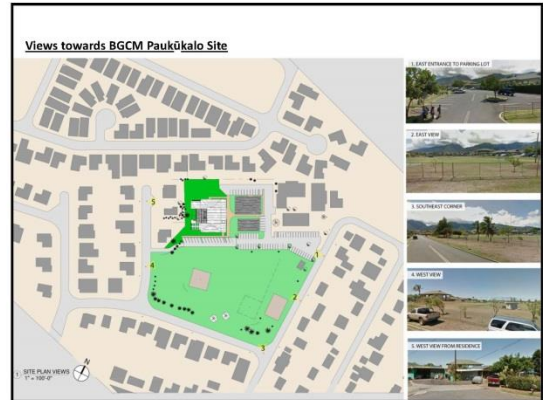 Views towards BGCM Paukūkalo Site
5
4
1
2
3
N
1 SITE PLAN VIEWS
1" = 100'-0"
1. EAST ENTRANCE TO PARKING LOT
2. EAST VIEW
3. SOUTHEAST CORNER
4. WEST VIEW
5. WEST VIEW FROM RESIDENCE